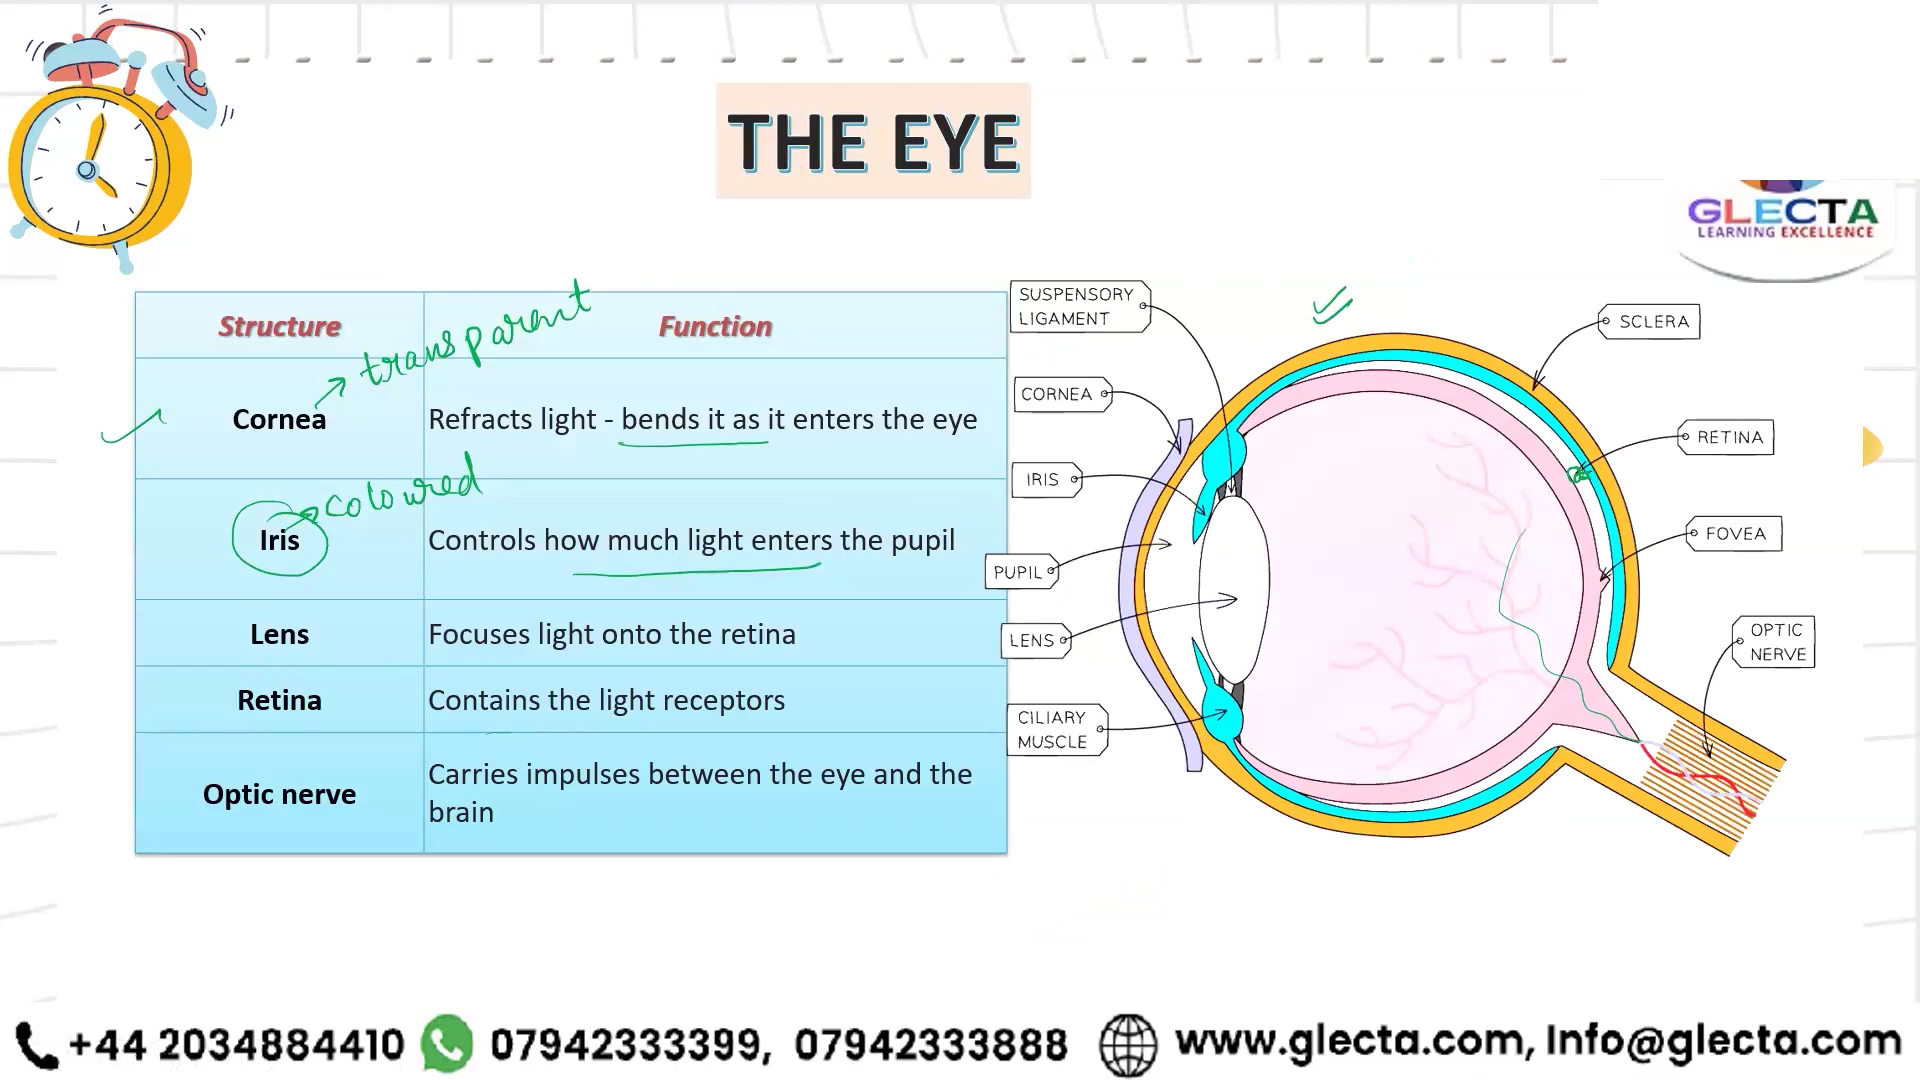 THE EYE
GLECTA
LEARNING EXCELLENCE
Structure
Function
transparent
Cornea
Refracts light - bends it as it enters the eye
coloured
Iris
Controls how much light enters the pupil
Lens
Focuses light onto the retina
Retina
Contains the light receptors
Optic nerve
Carries impulses between the eye and the
brain
SUSPENSORY
LIGAMENT
CORNEA
IRIS
PUPIL
LENS
CILIARY
MUSCLE
SCLERA
RETINA
FOVEA
OPTIC
NERVE
+44 2034884410 07942333399, 07942333888 www.glecta.com, Info@glecta.com